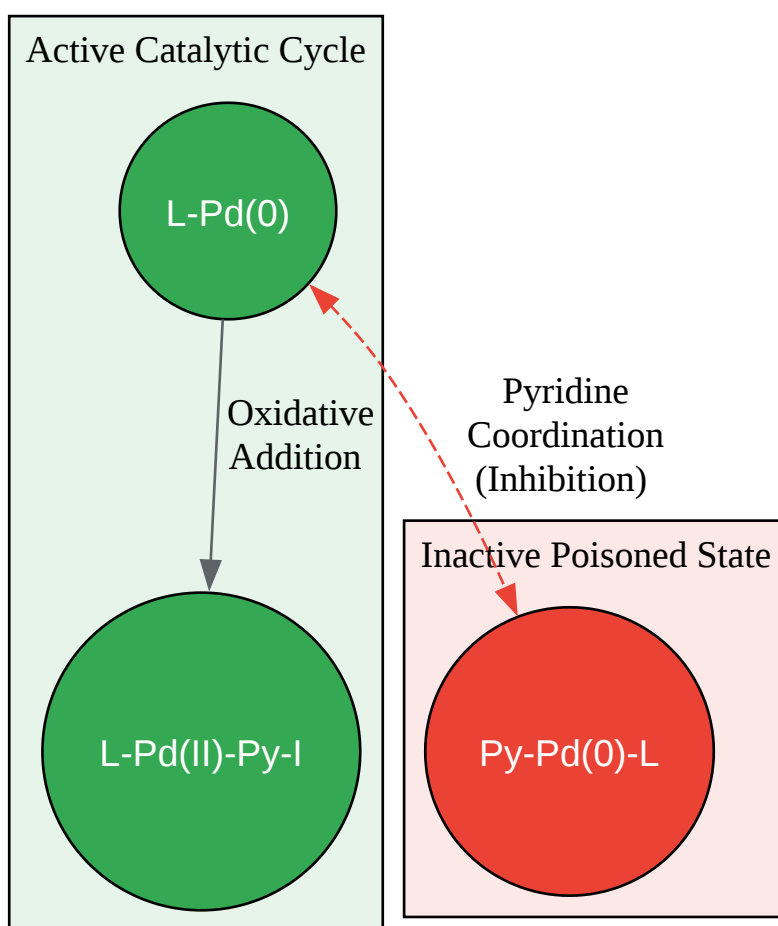 Active Catalytic Cycle
L-Pd(0)
Oxidative
Addition
L-Pd(II)-Py-I
Pyridine
Coordination
(Inhibition)
Inactive Poisoned State
Py-Pd(0)-L